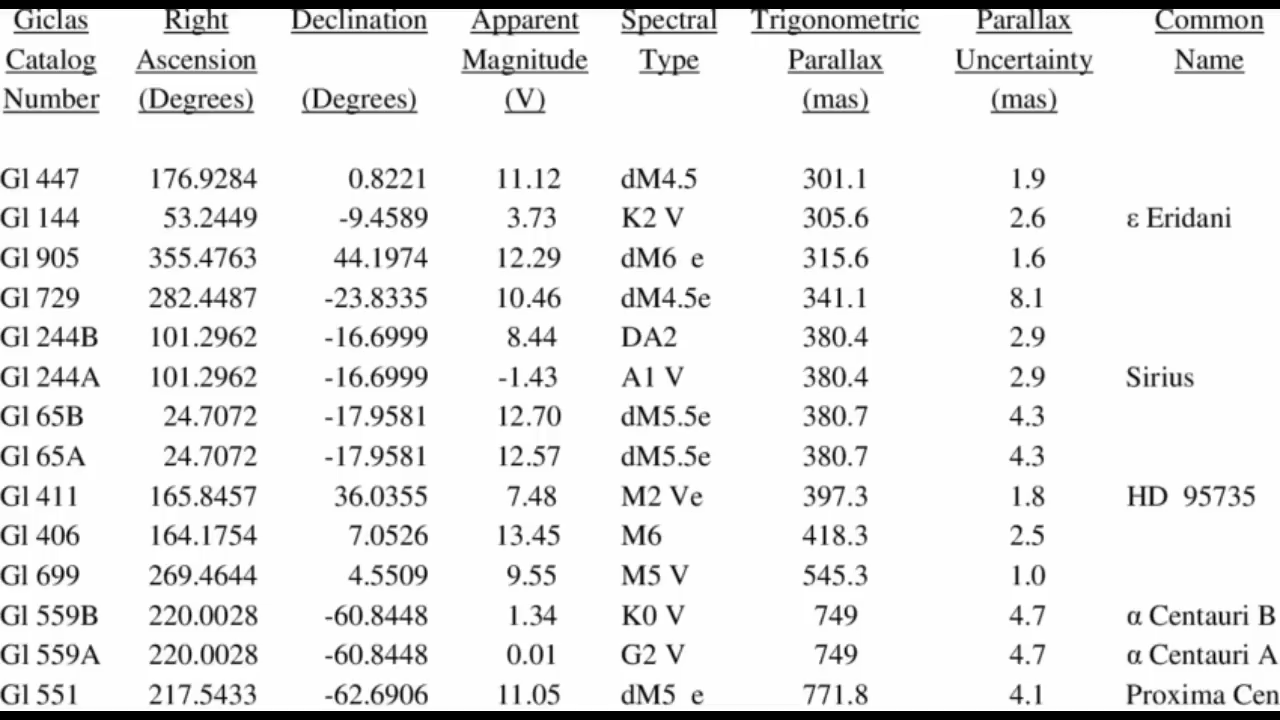 Giclas Right Declination Apparent Spectral Trigonometric Parallax Common
Catalog Ascension Magnitude Type Parallax Uncertainty Name
Number (Degrees) (Degrees) (V) (mas) (mas)
Gl 447 176.9284 0.8221 11.12 dM4.5 301.1 1.9
Gl 144 53.2449 -9.4589 3.73 K2 V 305.6 2.6 ε Eridani
Gl 905 355.4763 44.1974 12.29 dM6 e 315.6 1.6
Gl 729 282.4487 -23.8335 10.46 dM4.5e 341.1 8.1
Gl 244B 101.2962 -16.6999 8.44 DA2 380.4 2.9
Gl 244A 101.2962 -16.6999 -1.43 A1 V 380.4 2.9 Sirius
Gl 65B 24.7072 -17.9581 12.70 dM5.5e 380.7 4.3
Gl 65A 24.7072 -17.9581 12.57 dM5.5e 380.7 4.3
Gl 411 165.8457 36.0355 7.48 M2 Ve 397.3 1.8 HD 95735
Gl 406 164.1754 7.0526 13.45 M6 418.3 2.5
Gl 699 269.4644 4.5509 9.55 M5 V 545.3 1.0
Gl 559B 220.0028 -60.8448 1.34 K0 V 749 4.7 α Centauri B
Gl 559A 220.0028 -60.8448 0.01 G2 V 749 4.7 α Centauri A
Gl 551 217.5433 -62.6906 11.05 dM5 e 771.8 4.1 Proxima Cen